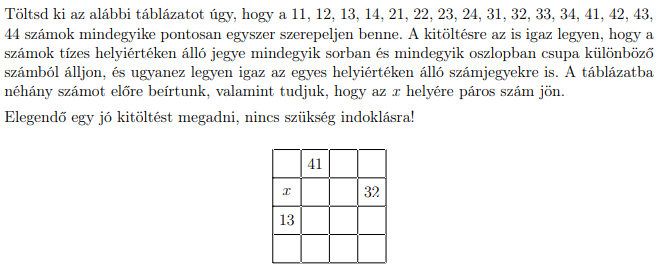 Töltsd ki az alábbi táblázatot úgy, hogy a 11, 12, 13, 14, 21, 22, 23, 24, 31, 32, 33, 34, 41, 42, 43,
44 számok mindegyike pontosan egyszer szerepeljen benne. A kitöltésre az is igaz legyen, hogy a
számok tízes helyiértéken álló jegye mindegyik sorban és mindegyik oszlopban csupa különböző
számból álljon, és ugyanez legyen igaz az egyes helyiértéken álló számjegyekre is. A táblázatba
néhány számot előre beírtunk, valamint tudjuk, hogy az x helyére páros szám jön.
Elegendő egy jó kitöltést megadni, nincs szükség indoklásra!
41
x 32
13